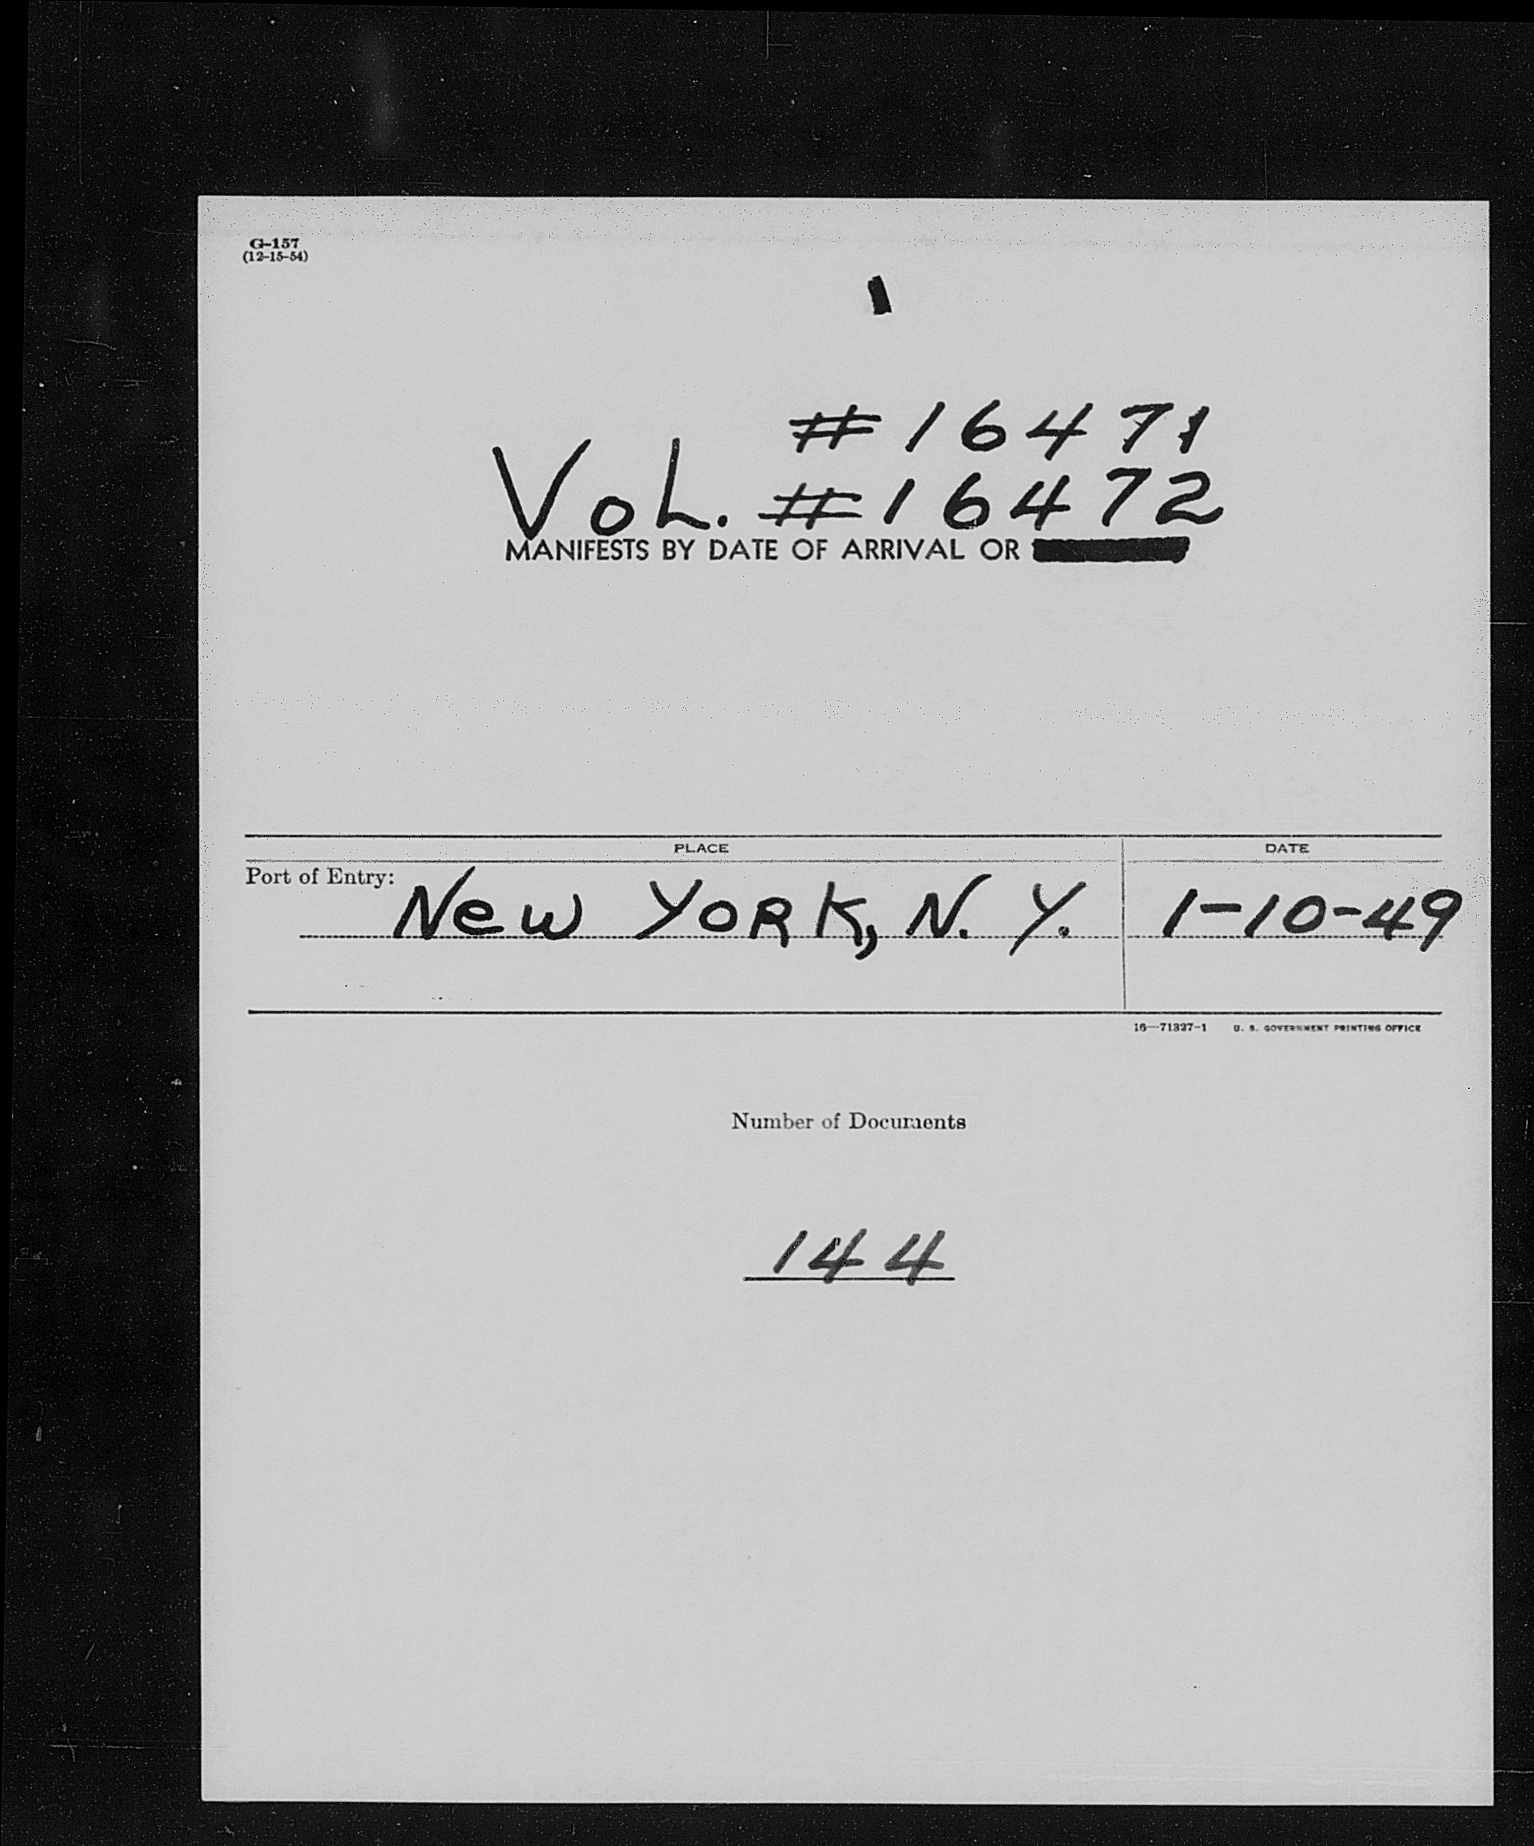 G-157
(12-15-54)
#16471
Vol. #16472
MANIFESTS BY DATE OF ARRIVAL OR
PLACE
DATE
Port of Entry: New York, N. Y. 1-10-49
16—71327-1 U. S. GOVERNMENT PRINTING OFFICE
Number of Documents
144